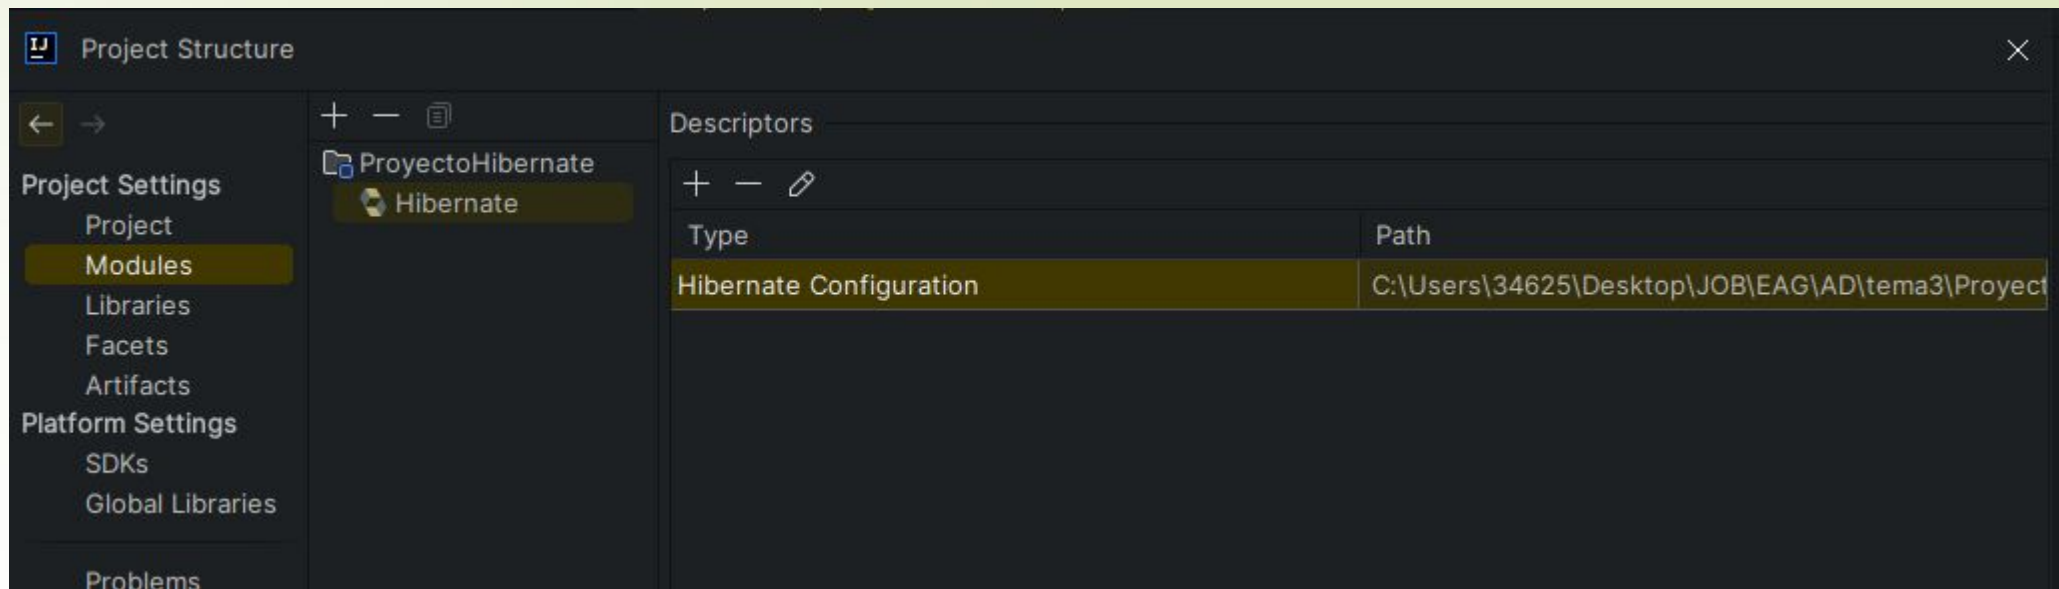 IJ
Project Structure
Project Settings
Project
Modules
Libraries
Facets
Artifacts
Platform Settings
SDKs
Global Libraries
Problems
ProyectoHibernate
Hibernate
Descriptors
Type Path
Hibernate Configuration C:\Users\34625\Desktop\JOB\EAG\AD\tema3\Proyect